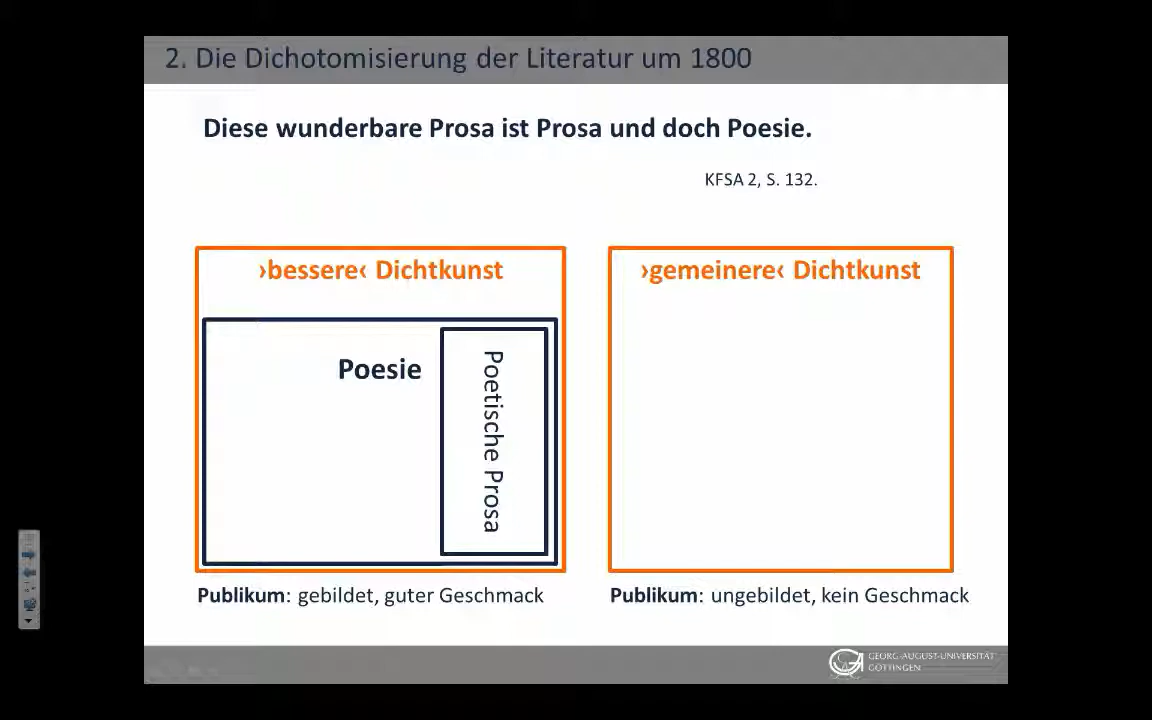 2. Die Dichotomisierung der Literatur um 1800
Diese wunderbare Prosa ist Prosa und doch Poesie.
KFSA 2, S. 132.
›bessere‹ Dichtkunst
Poesie
Poetische Prosa
Publikum: gebildet, guter Geschmack
›gemeinere‹ Dichtkunst
Publikum: ungebildet, kein Geschmack
GEORG-AUGUST-UNIVERSITÄT
GÖTTINGEN